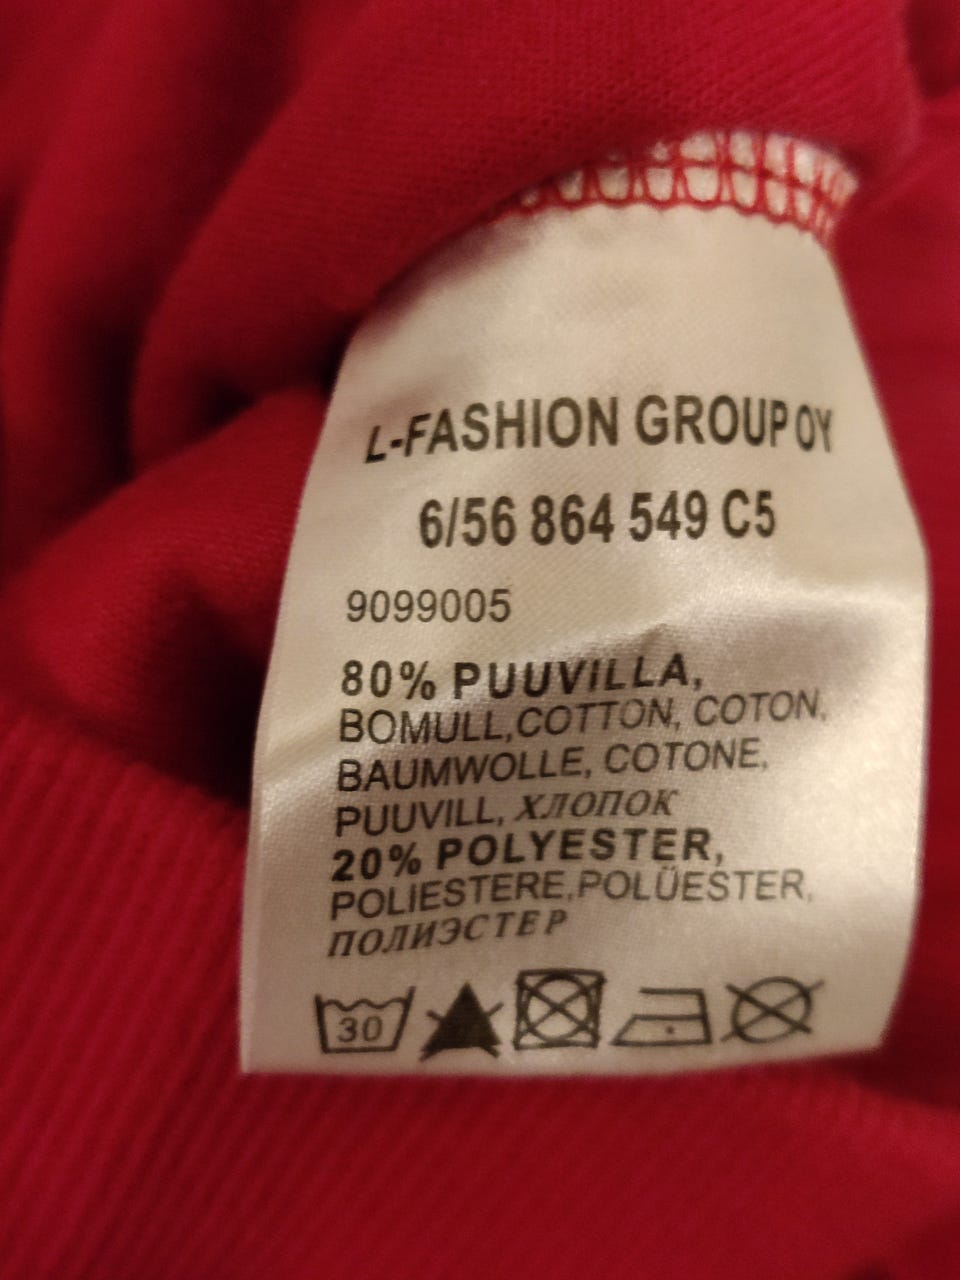 L-FASHION GROUP OY
6/56 864 549 C5
9099005
80% PUUVILLA,
BOMULL,COTTON, COTON,
BAUMWOLLE, COTONE,
PUUVILL, ХЛОПОК
20% POLYESTER,
POLIESTERE,POLÜESTER,
ПОЛИЭСТЕР
30